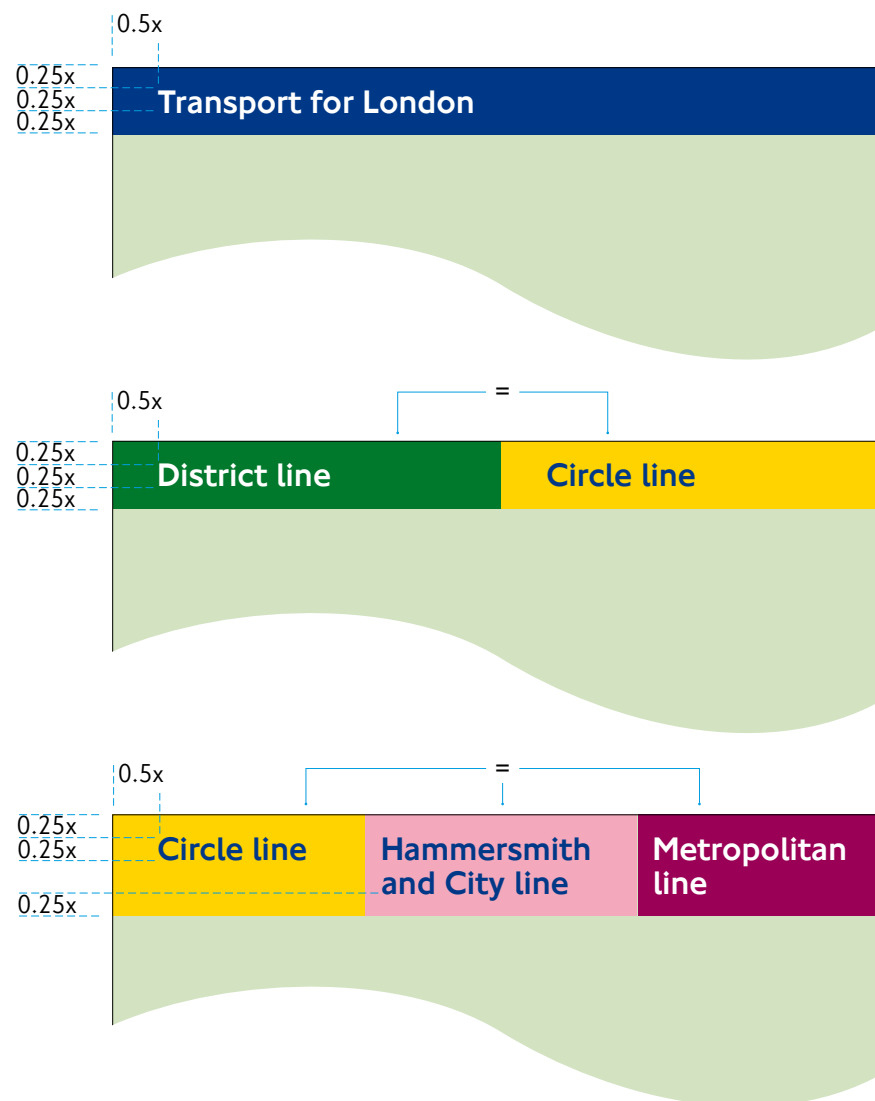 0.5x
0.25x
0.25x
0.25x
Transport for London
0.5x
=
0.25x
0.25x
0.25x
District line
Circle line
0.5x
=
0.25x
0.25x
0.25x
Circle line
Hammersmith
and City line
Metropolitan
line